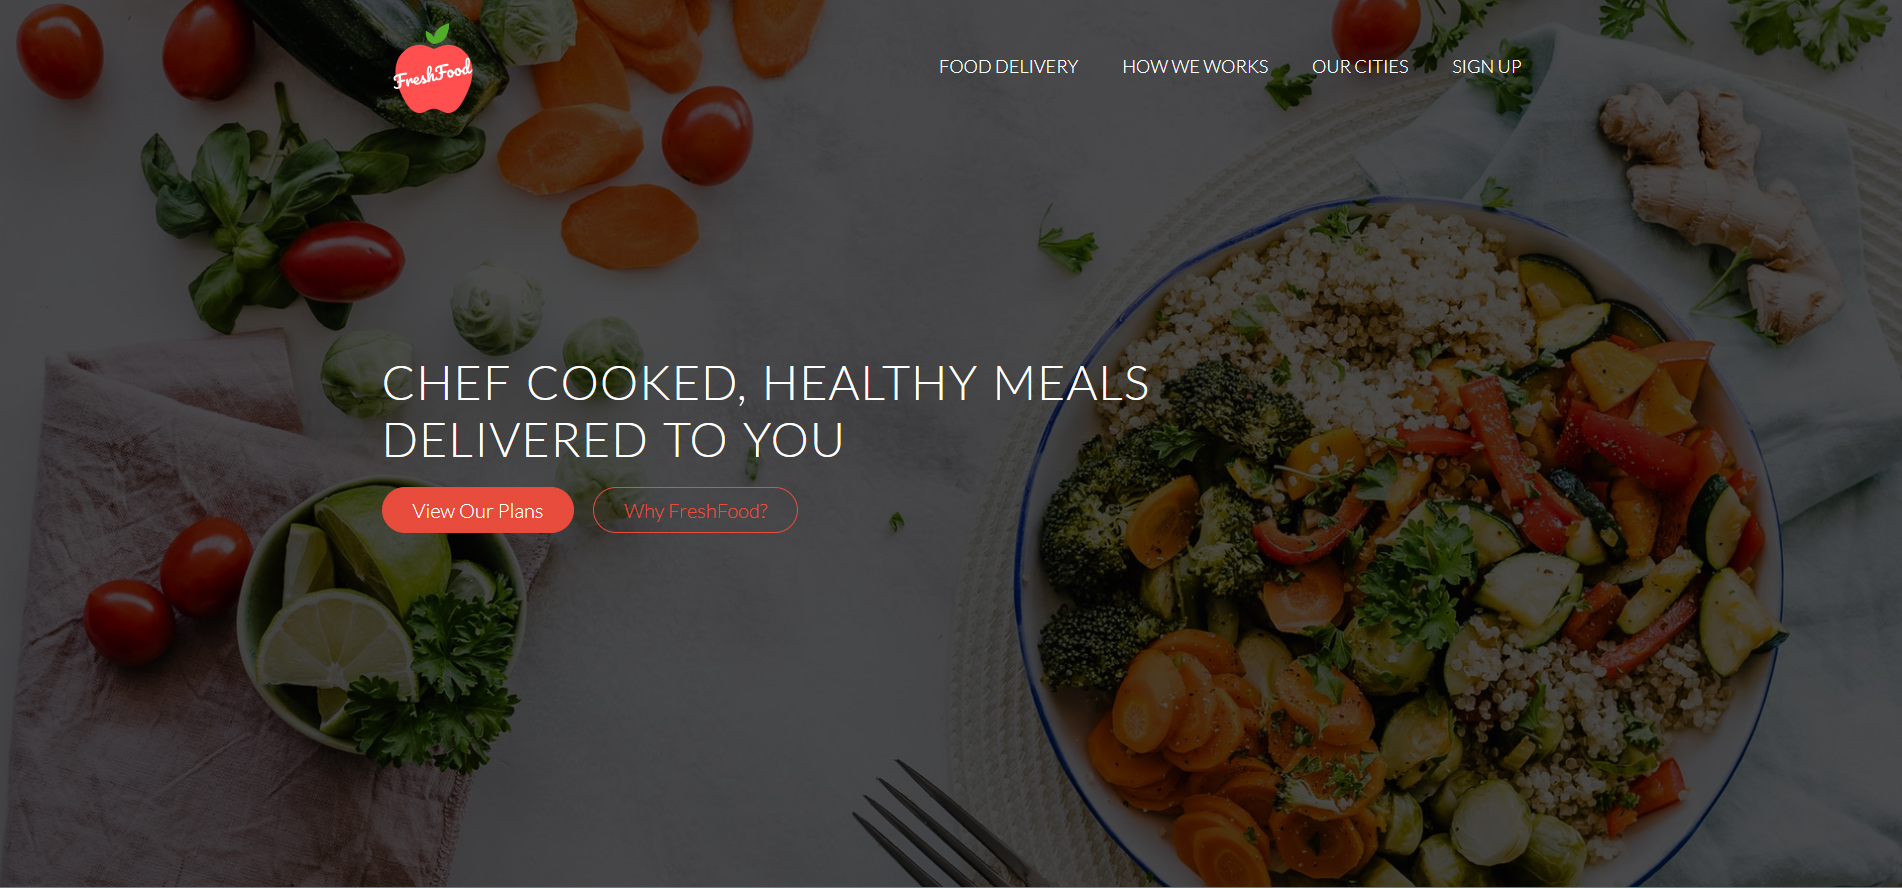 FreshFood
FOOD DELIVERY HOW WE WORKS OUR CITIES SIGN UP
CHEF COOKED, HEALTHY MEALS
DELIVERED TO YOU
View Our Plans Why FreshFood?